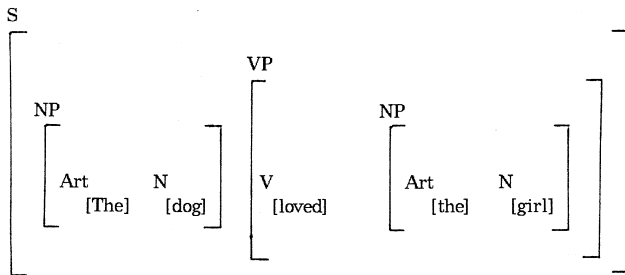 S
VP
NP NP
Art N V Art N
[The] [dog] [loved] [the] [girl]